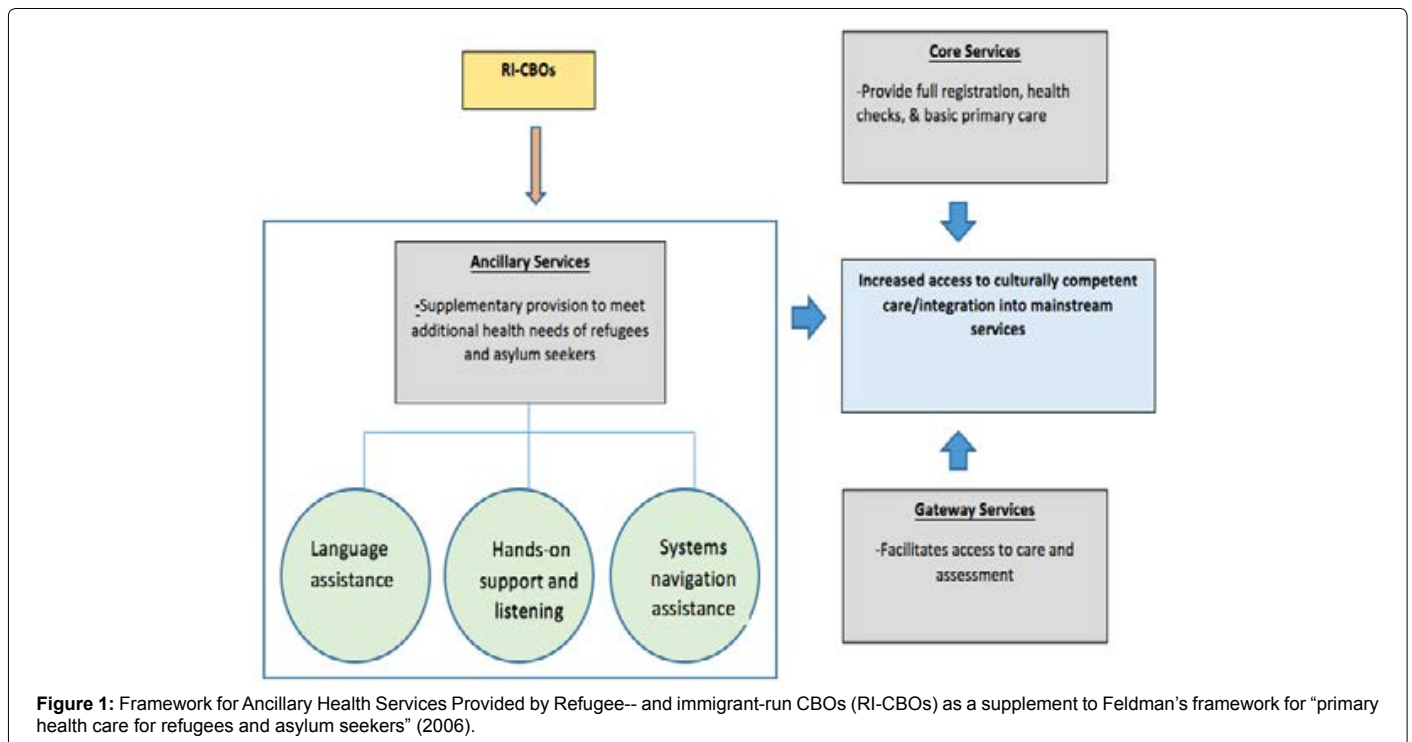 RI-CBOs
Core Services
-Provide full registration, health
checks, & basic primary care
Ancillary Services
-Supplementary provision to meet
additional health needs of refugees
and asylum seekers
Increased access to culturally competent
care/integration into mainstream
services
Language
assistance
Hands-on
support and
listening
Systems
navigation
assistance
Gateway Services
-Facilitates access to care and
assessment
Figure 1: Framework for Ancillary Health Services Provided by Refugee-- and immigrant-run CBOs (RI-CBOs) as a supplement to Feldman’s framework for “primary
health care for refugees and asylum seekers” (2006).